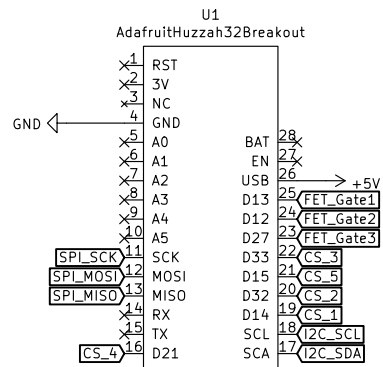 U1
AdafruitHuzzah32Breakout
1 RST
2 3V
3 NC
GND 4 GND
5 A0 BAT 28
6 A1 EN 27
7 A2 USB 26 +5V
8 A3 D13 25 FET_Gate1
9 A4 D12 24 FET_Gate2
10 A5 D27 23 FET_Gate3
SPI_SCK 11 SCK D33 22 CS_3
SPI_MOSI 12 MOSI D15 21 CS_5
SPI_MISO 13 MISO D32 20 CS_2
14 RX D14 19 CS_1
15 TX SCL 18 I2C_SCL
CS_4 16 D21 SCA 17 I2C_SDA